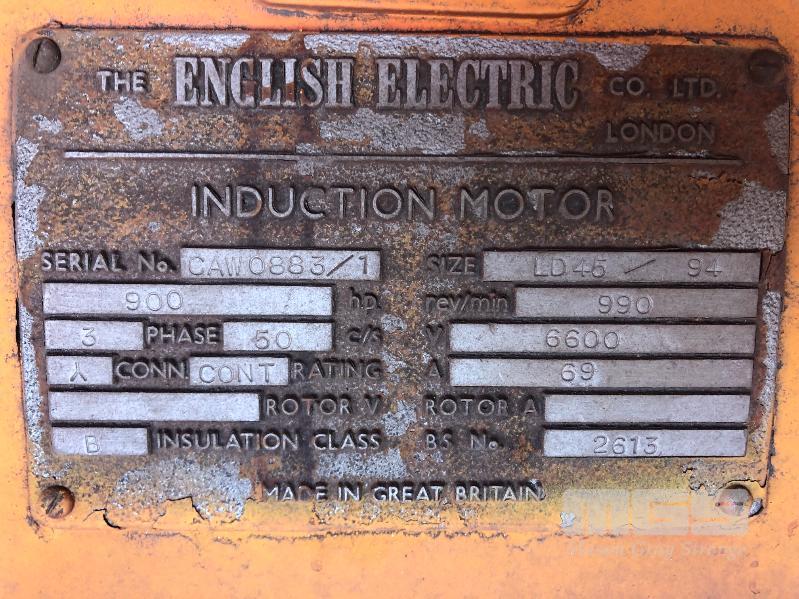 THE ENGLISH ELECTRIC CO. LTD.
LONDON
INDUCTION MOTOR
SERIAL No. CAW0883/1 SIZE LD45 / 94
900 h.p. rev/min 990
3 PHASE 50 c/s V 6600
CONN. CONT RATING A 69
ROTOR V ROTOR A
B INSULATION CLASS BS No. 2613
MADE IN GREAT BRITAIN
MGS